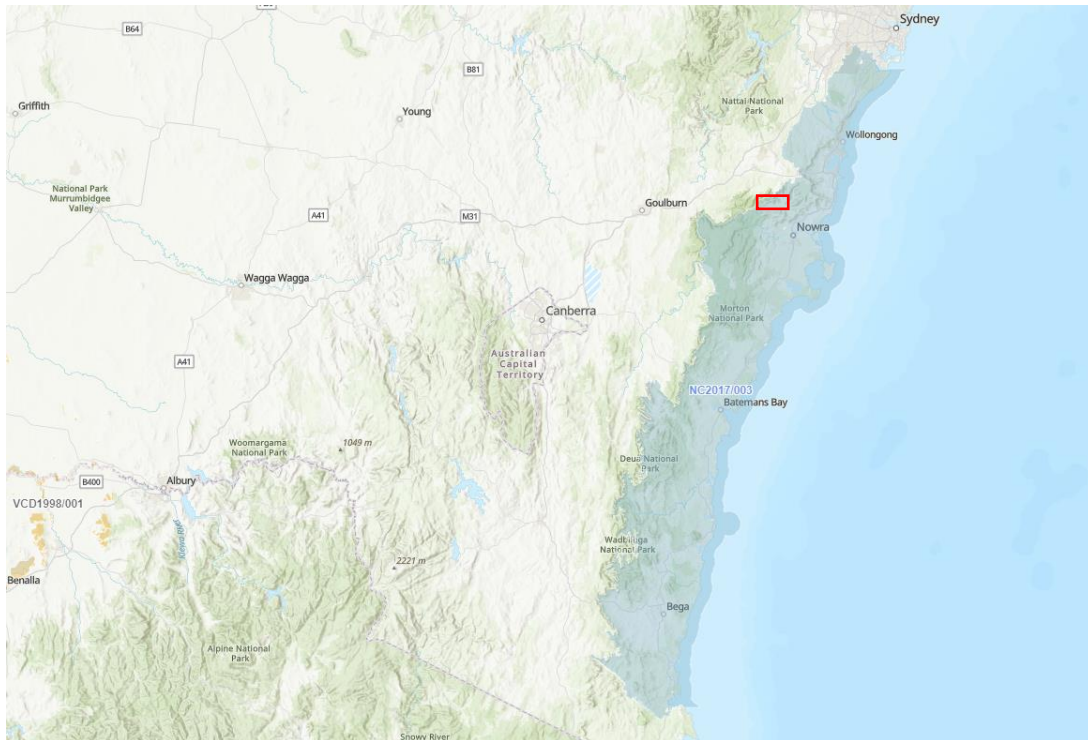 B64
Sydney
B81
Nattai National
Park
Griffith
Young
Wollongong
National Park
Murrumbidgee
Valley
A41
M31
Goulburn
Nowra
Wagga Wagga
Canberra
Morton
National Park
Australian
Capital
Territory
A41
NC2017/003
Batemans Bay
Woomargama
National Park
1049 m
Deua National
Park
B400
Albury
VCD1998/001
Wadbilliga
National Park
2221 m
Benalla
Bega
Alpine National
Park
Snowy River